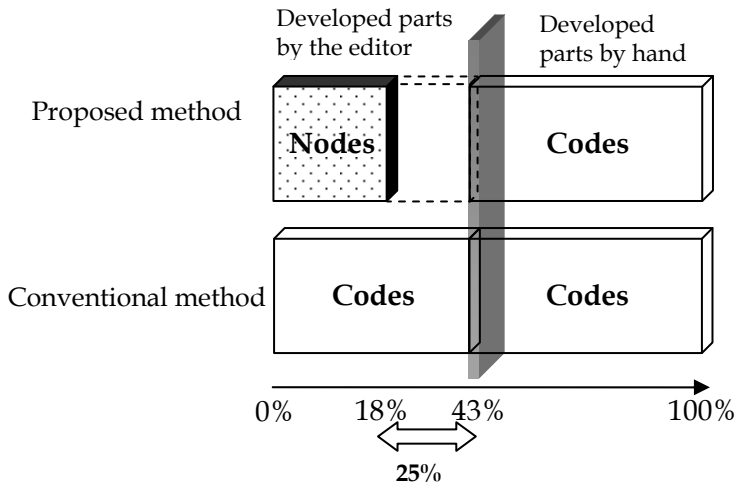 Developed parts
by the editor
Developed
parts by hand
Proposed method
Nodes
Codes
Conventional method
Codes
Codes
0%
18%
43%
100%
25%